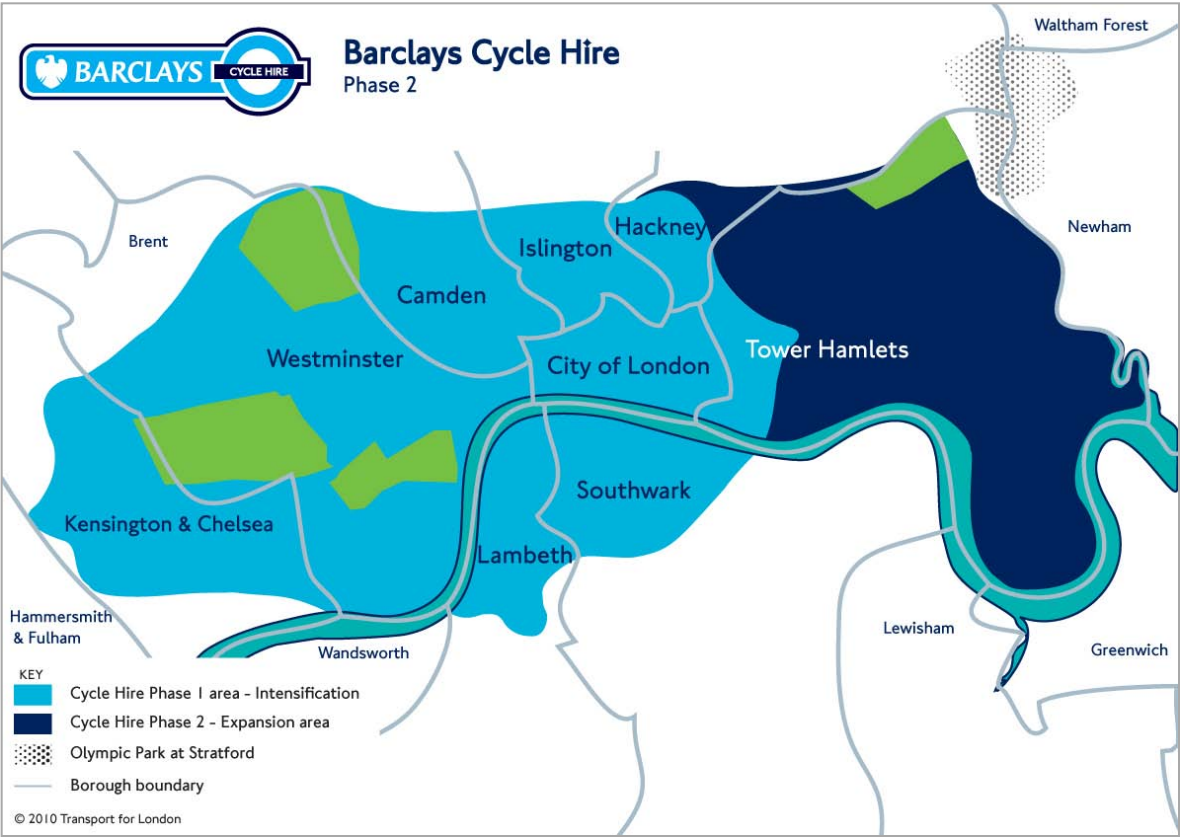 BARCLAYS
CYCLE HIRE
Barclays Cycle Hire
Phase 2
Waltham Forest
Brent
Hackney
Newham
Islington
Camden
Westminster
City of London
Tower Hamlets
Southwark
Kensington & Chelsea
Lambeth
Hammersmith
& Fulham
Wandsworth
Lewisham
Greenwich
KEY
Cycle Hire Phase 1 area - Intensification
Cycle Hire Phase 2 - Expansion area
Olympic Park at Stratford
Borough boundary
© 2010 Transport for London